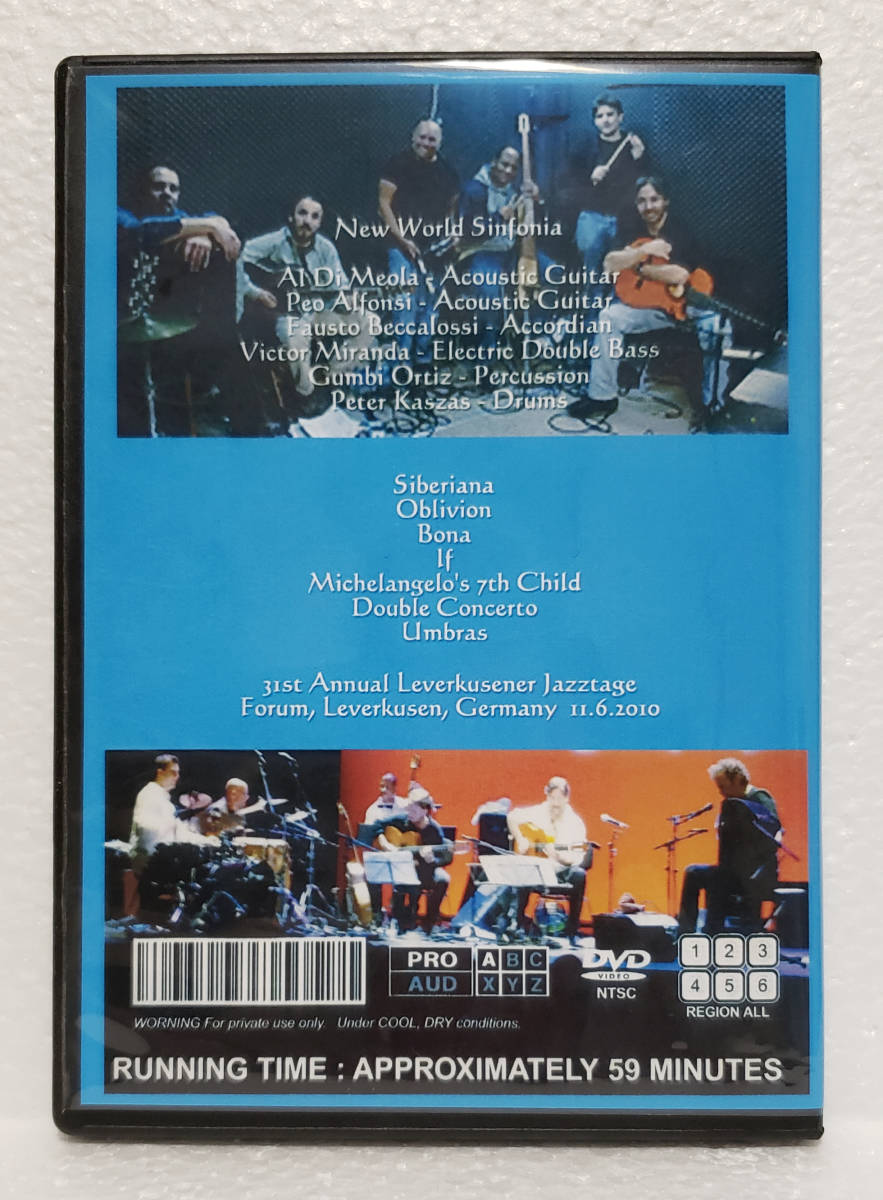 New World Sinfonia
Al Di Meola - Acoustic Guitar
Peo Alfonsi - Acoustic Guitar
Fausto Beccalossi - Accordian
Victor Miranda - Electric Double Bass
Gumbi Ortiz - Percussion
Peter Kaszas - Drums
Siberiana
Oblivion
Bona
If
Michelangelo's 7th Child
Double Concerto
Umbras
31st Annual Leverkusener Jazztage
Forum, Leverkusen, Germany 11.6.2010
PRO A B C DVD 1 2 3
AUD X Y Z VIDEO 4 5 6
NTSC REGION ALL
WORNING For private use only. Under COOL, DRY conditions.
RUNNING TIME : APPROXIMATELY 59 MINUTES